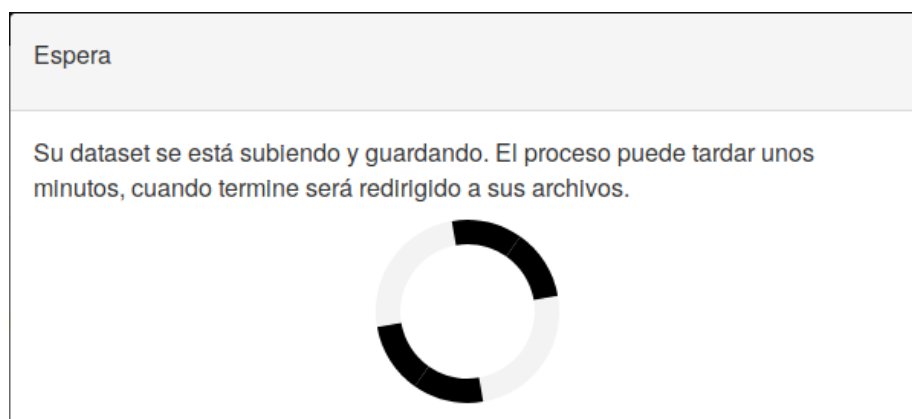 Espera
Su dataset se está subiendo y guardando. El proceso puede tardar unos
minutos, cuando termine será redirigido a sus archivos.